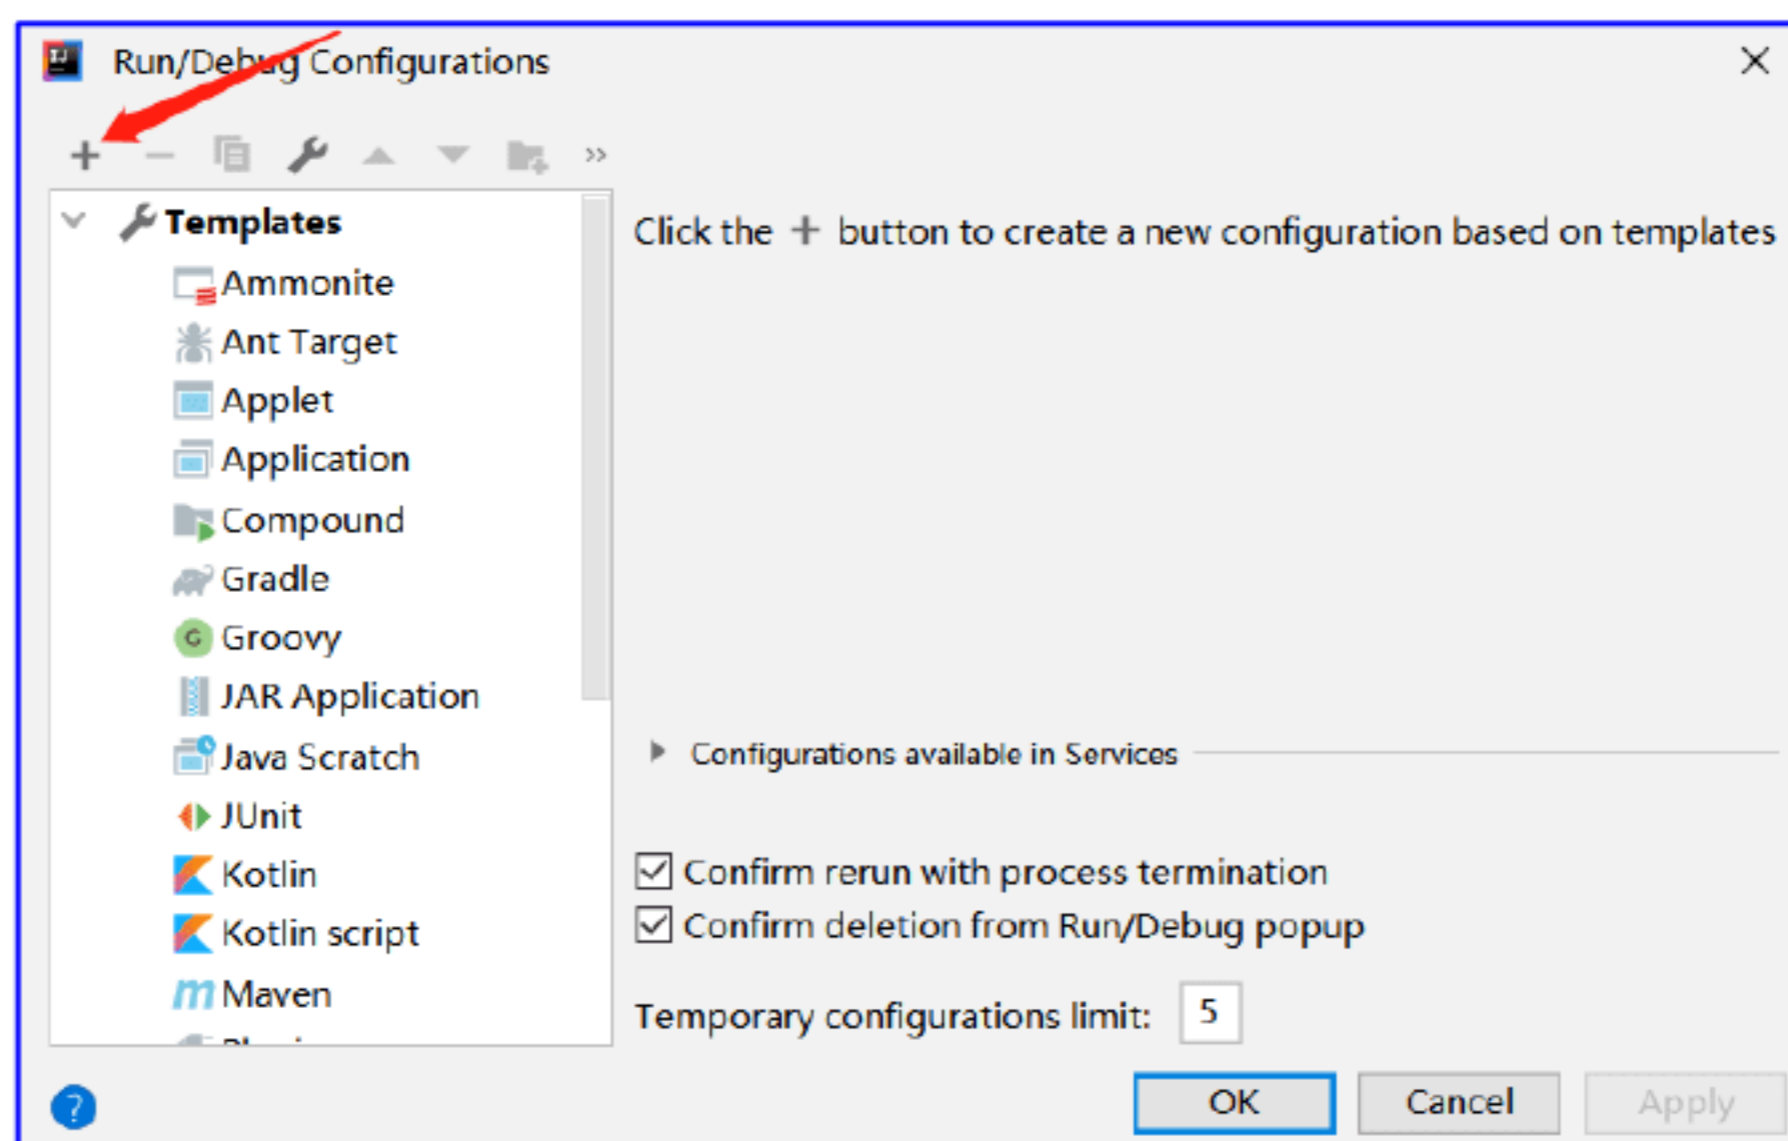 Run/Debug Configurations
Templates
Click the + button to create a new configuration based on templates
Ammonite
Ant Target
Applet
Application
Compound
Gradle
Groovy
JAR Application
Java Scratch
JUnit
Kotlin
Kotlin script
Maven
Configurations available in Services
Confirm rerun with process termination
Confirm deletion from Run/Debug popup
Temporary configurations limit: 5
OK Cancel Apply